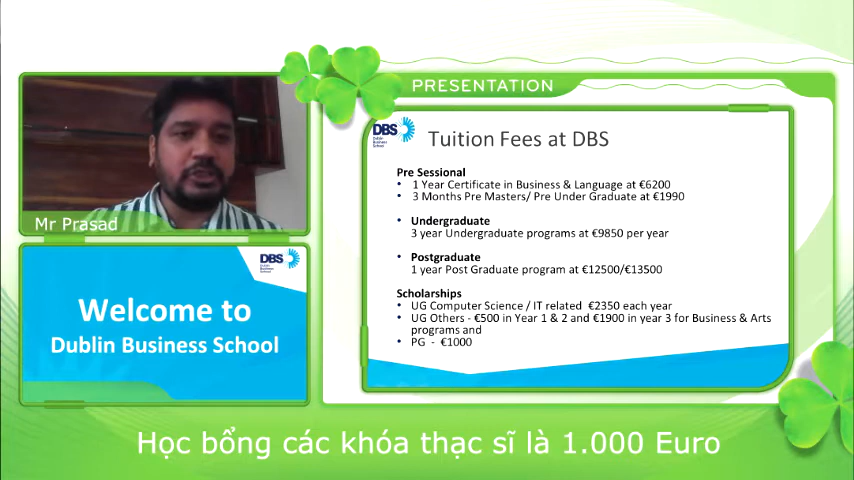 PRESENTATION
DBS
Dublin
Business
School
Tuition Fees at DBS
Pre Sessional
• 1 Year Certificate in Business & Language at €6200
• 3 Months Pre Masters/ Pre Under Graduate at €1990
• Undergraduate
3 year Undergraduate programs at €9850 per year
• Postgraduate
1 year Post Graduate program at €12500/€13500
Scholarships
• UG Computer Science / IT related €2350 each year
• UG Others - €500 in Year 1 & 2 and €1900 in year 3 for Business & Arts
programs and
• PG - €1000
Mr Prasad
DBS
Dublin
Business
School
Welcome to
Dublin Business School
Học bổng các khóa thạc sĩ là 1.000 Euro